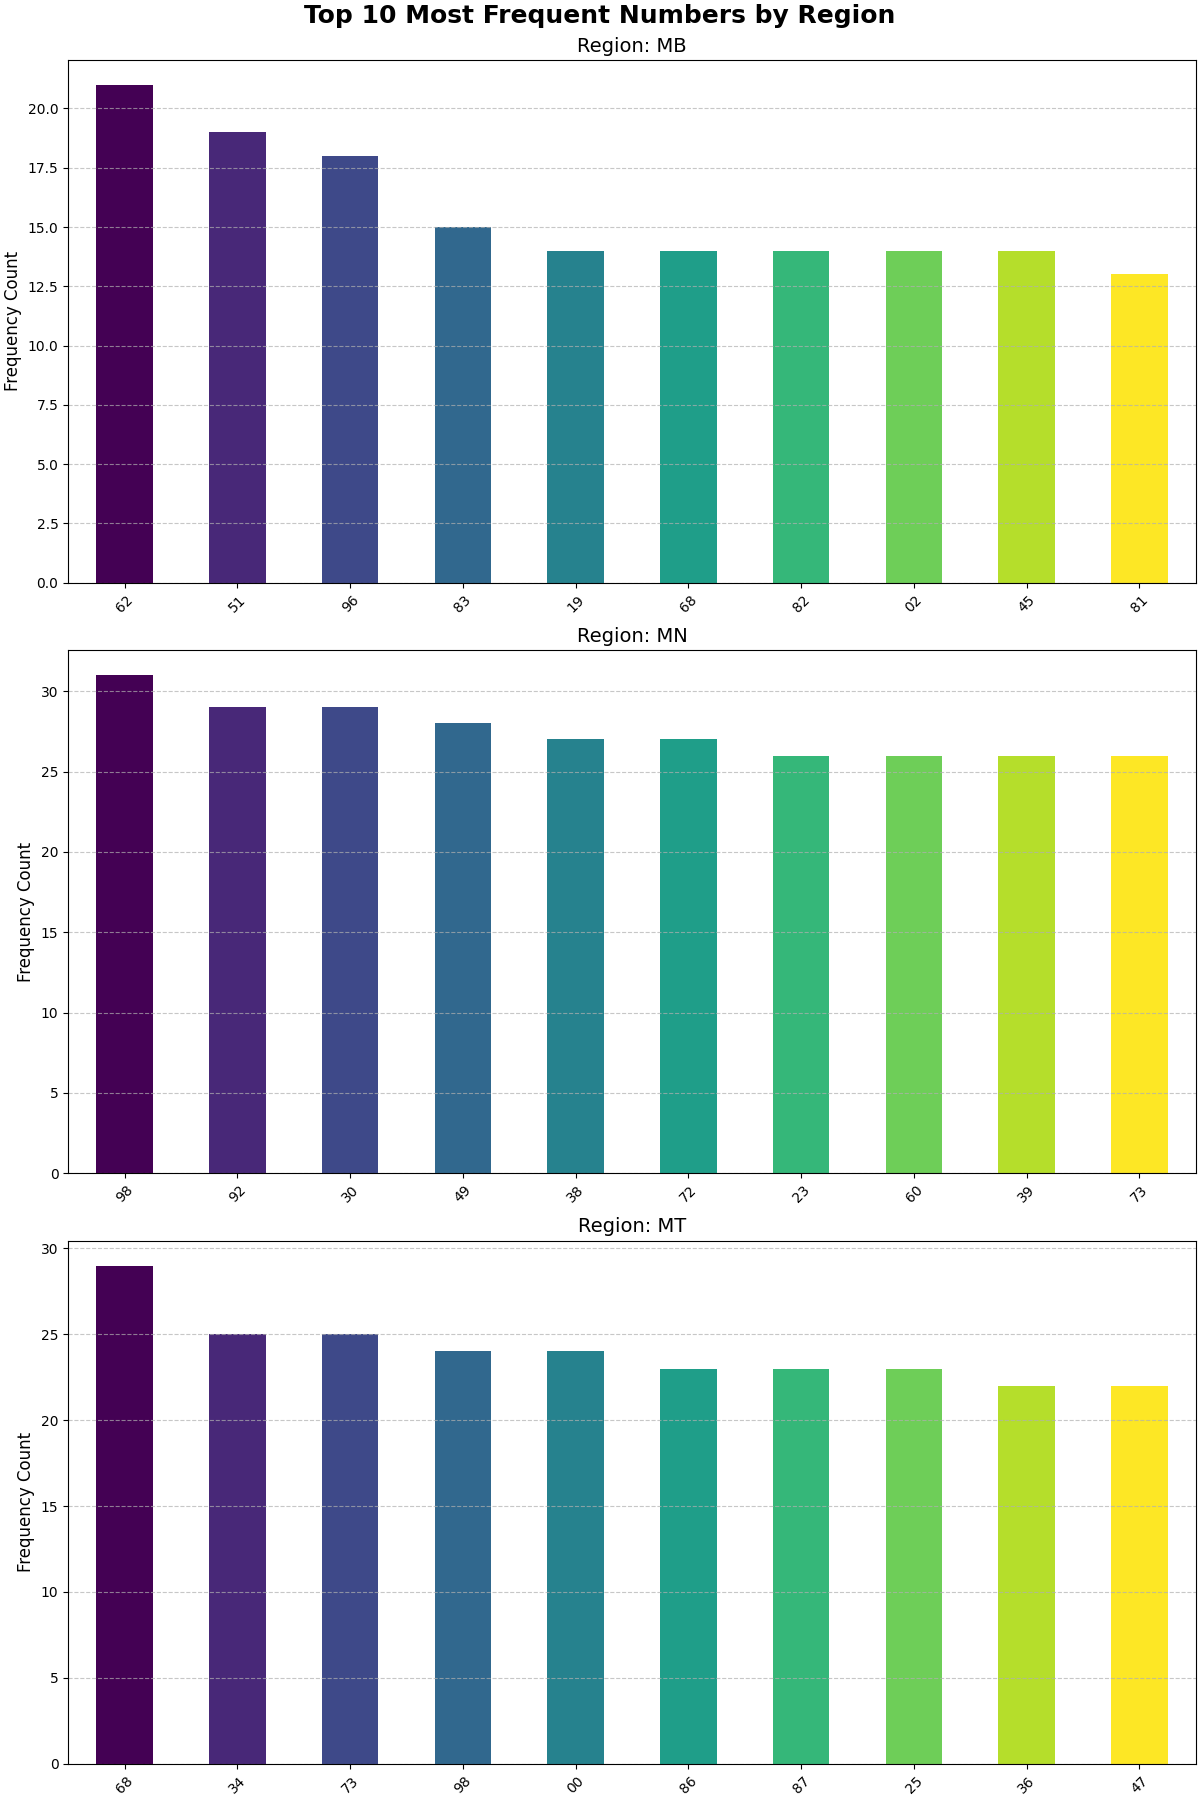 Top 10 Most Frequent Numbers by Region
Region: MB
Frequency Count
20.0
17.5
15.0
12.5
10.0
7.5
5.0
2.5
0.0
62 51 96 83 19 68 82 02 45 81
Region: MN
Frequency Count
30
25
20
15
10
5
0
98 92 30 49 38 72 23 60 39 73
Region: MT
Frequency Count
30
25
20
15
10
5
0
68 34 73 98 00 86 87 25 36 47